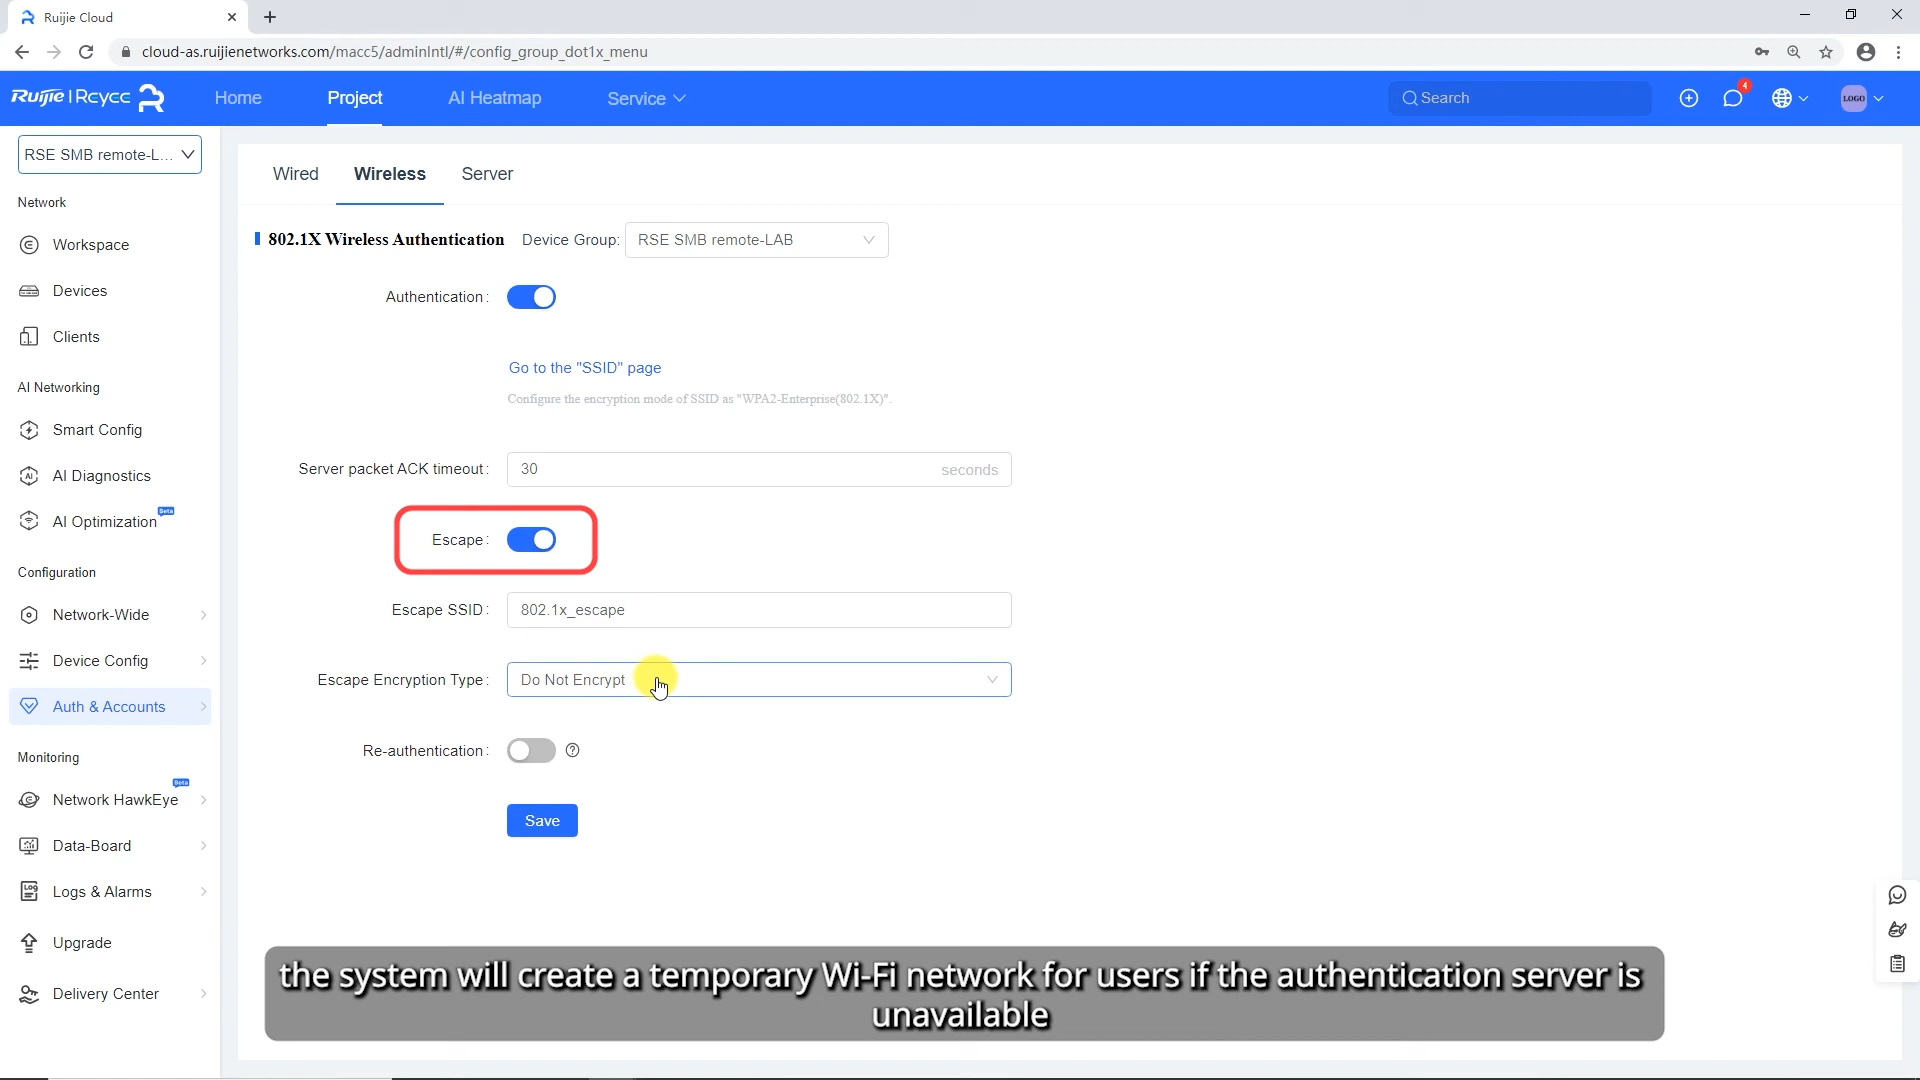 Ruijie Cloud
cloud-as.ruijienetworks.com/macc5/adminIntl/#/config_group_dot1x_menu
Ruijie | Rcycc
Home
Project
AI Heatmap
Service
Search
4
LOGO
RSE SMB remote-L...
Network
Workspace
Devices
Clients
AI Networking
Smart Config
AI Diagnostics
AI Optimization
Beta
Configuration
Network-Wide
Device Config
Auth & Accounts
Monitoring
Network HawkEye
Beta
Data-Board
Logs & Alarms
Upgrade
Delivery Center
Wired
Wireless
Server
802.1X Wireless Authentication Device Group: RSE SMB remote-LAB
Authentication:
Go to the "SSID" page
Configure the encryption mode of SSID as "WPA2-Enterprise(802.1X)".
Server packet ACK timeout: 30 seconds
Escape:
Escape SSID: 802.1x_escape
Escape Encryption Type: Do Not Encrypt
Re-authentication:
Save
the system will create a temporary Wi-Fi network for users if the authentication server is
unavailable